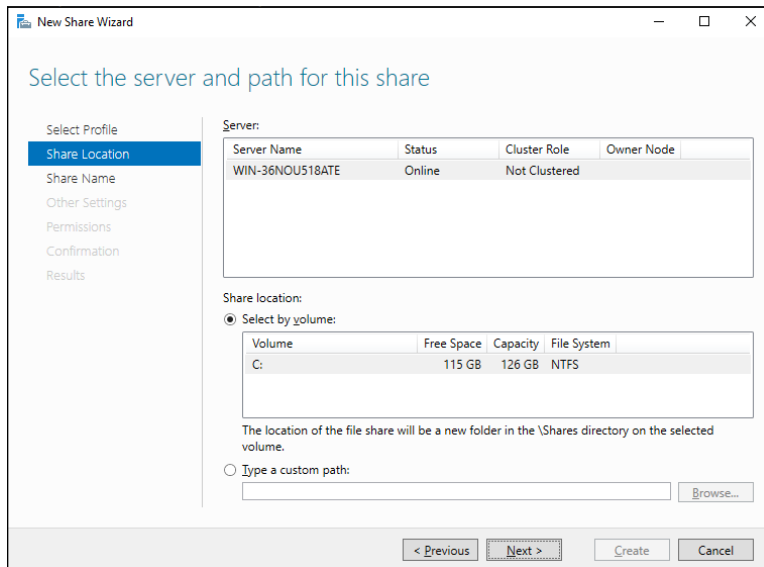 New Share Wizard
Select the server and path for this share
Select Profile
Share Location
Share Name
Other Settings
Permissions
Confirmation
Results
Server:
Server Name Status Cluster Role Owner Node
WIN-36NOU518ATE Online Not Clustered
Share location:
Select by volume:
Volume Free Space Capacity File System
C: 115 GB 126 GB NTFS
The location of the file share will be a new folder in the \Shares directory on the selected
volume.
Type a custom path:
Browse...
< Previous Next > Create Cancel